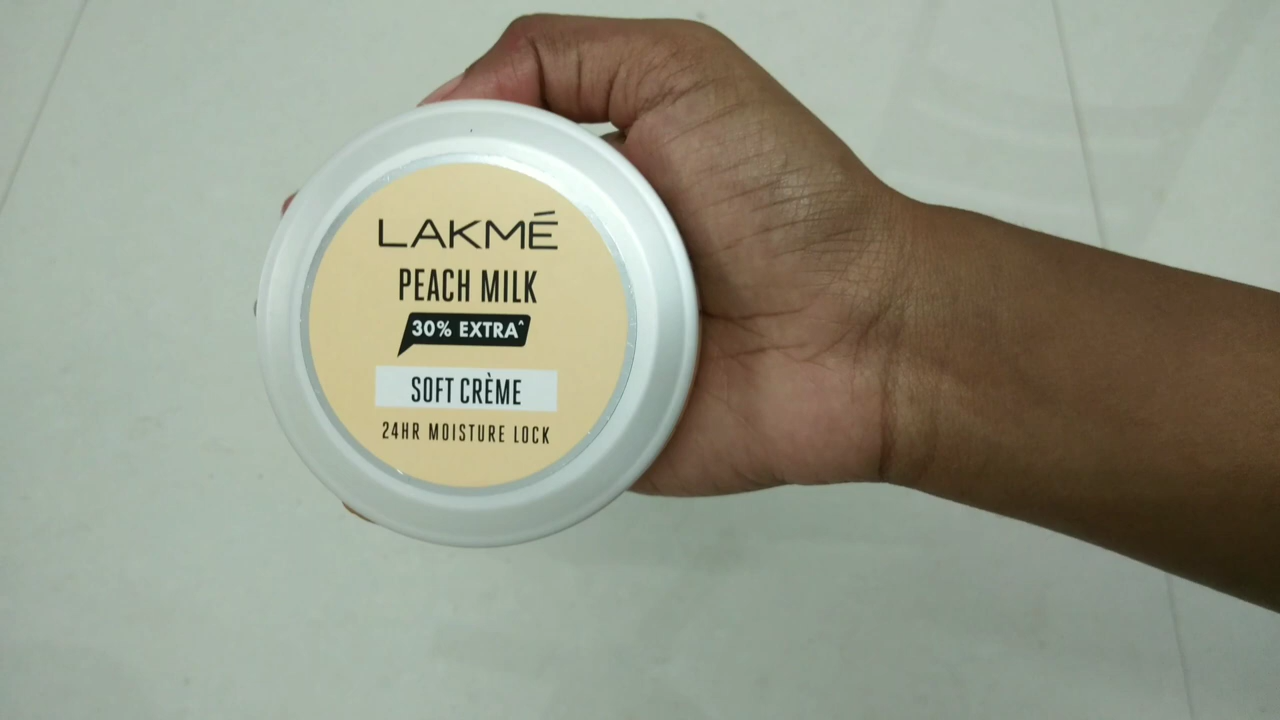 LAKMÉ
PEACH MILK
30% EXTRA^
SOFT CRÈME
24HR MOISTURE LOCK